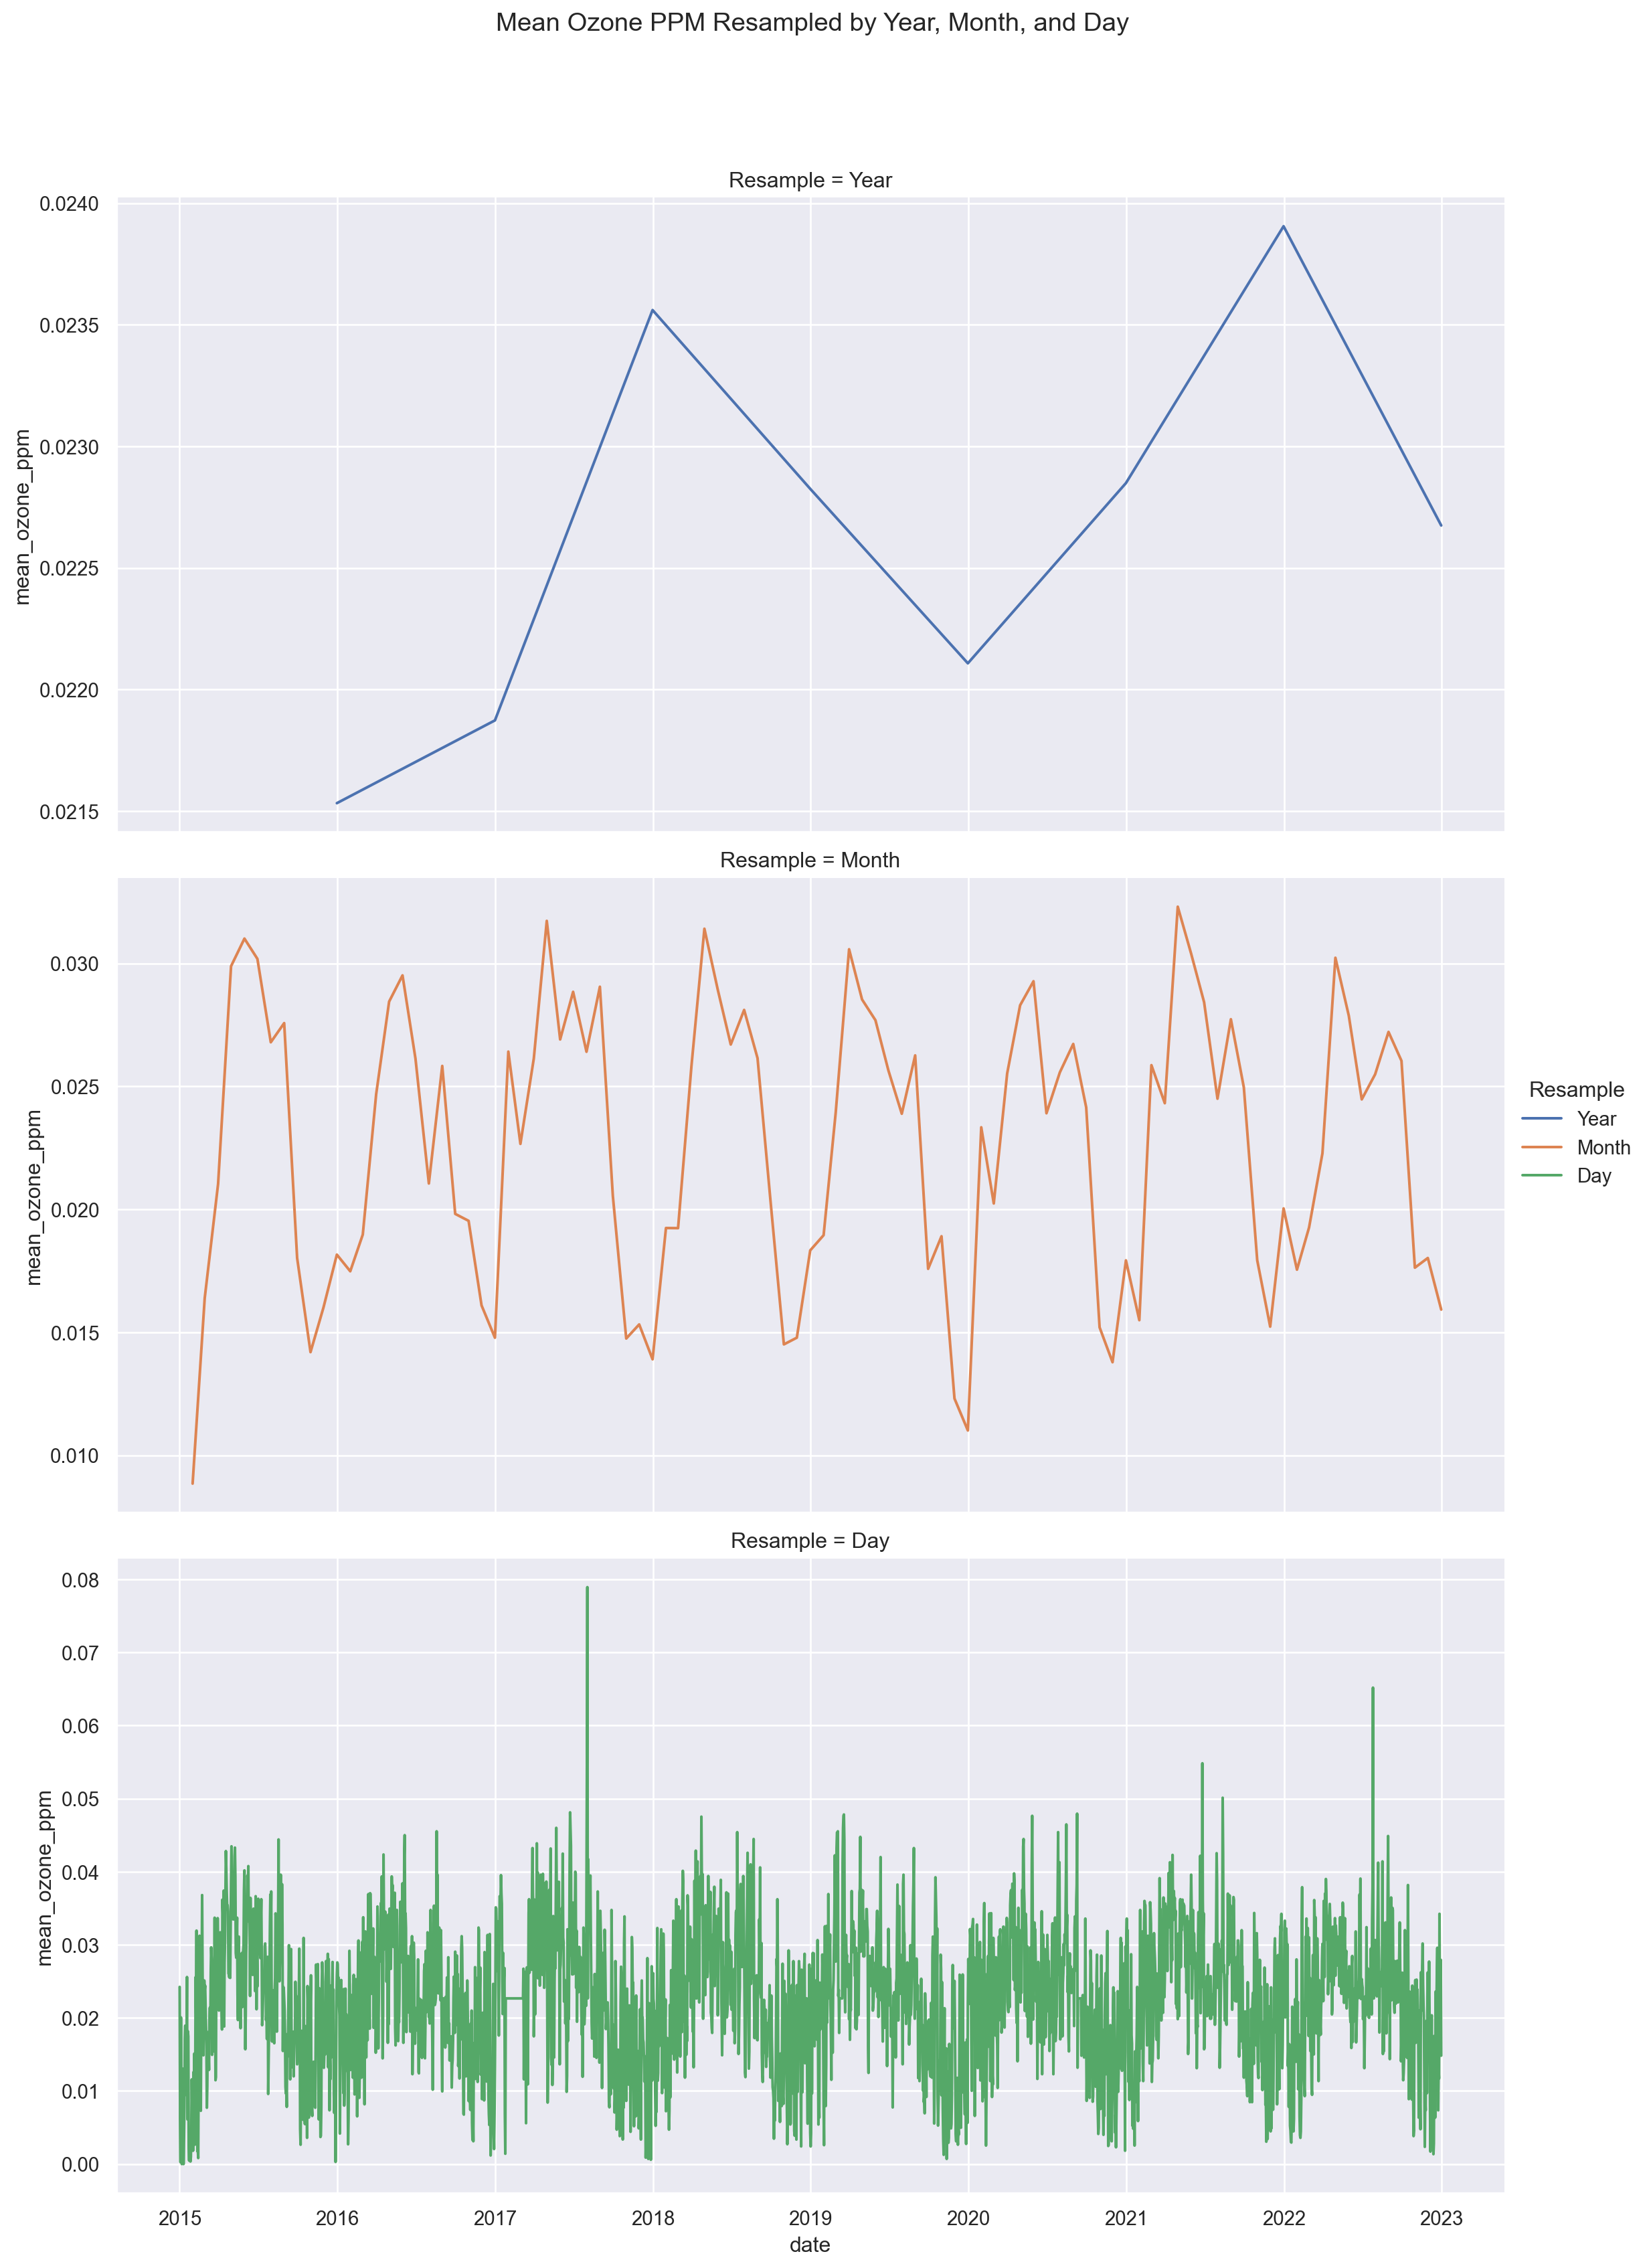 Mean Ozone PPM Resampled by Year, Month, and Day
Resample = Year
0.0240
0.0235
0.0230
0.0225
0.0220
0.0215
mean_ozone_ppm
Resample = Month
0.030
0.025
0.020
0.015
0.010
mean_ozone_ppm
Resample
Year
Month
Day
Resample = Day
0.08
0.07
0.06
0.05
0.04
0.03
0.02
0.01
0.00
mean_ozone_ppm
2015 2016 2017 2018 2019 2020 2021 2022 2023
date